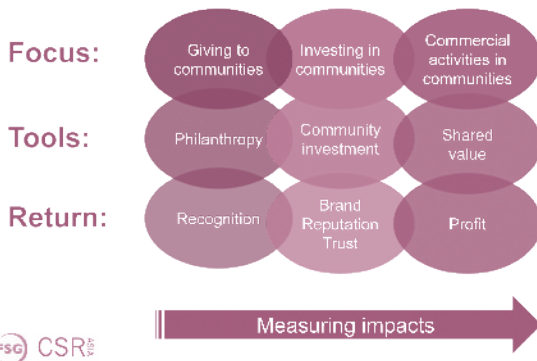 Focus:
Giving to
communities
Investing in
communities
Commercial
activities in
communities
Tools:
Philanthropy
Community
investment
Shared
value
Return:
Recognition
Brand
Reputation
Trust
Profit
Measuring impacts
FSG CSR ASIA